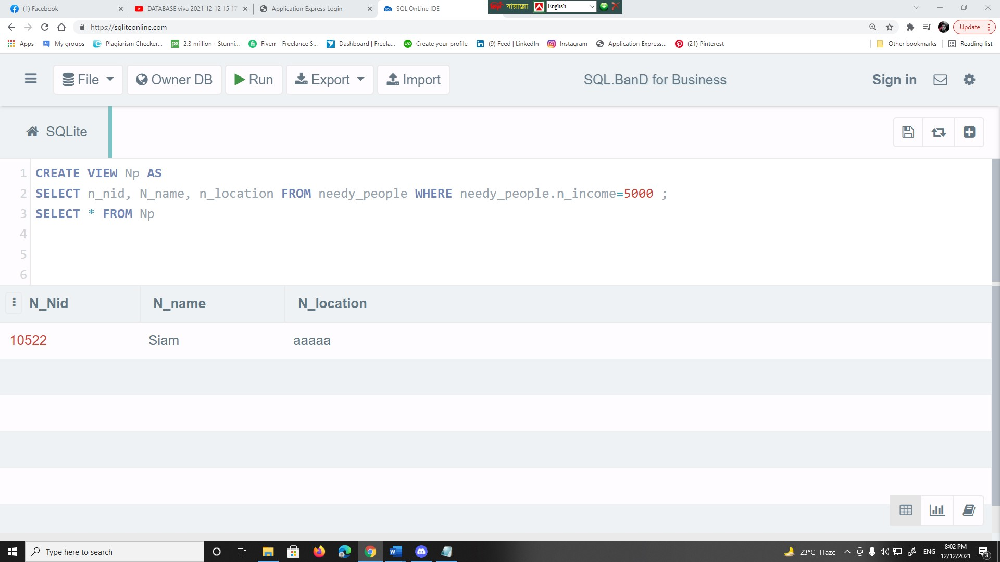 (1) Facebook
DATABASE viva 2021 12 12 15 17
Application Express Login
SQL OnLine IDE
বায়ান্নো
English
https://sqliteonline.com
Update
Apps
My groups
Plagiarism Checker...
2.3 million+ Stunni...
Fiverr - Freelance S...
Dashboard | Freela...
Create your profile
(9) Feed | LinkedIn
Instagram
Application Express...
(21) Pinterest
Other bookmarks
Reading list
File
Owner DB
Run
Export
Import
SQL.BanD for Business
Sign in
SQLite
1 CREATE VIEW Np AS
2 SELECT n_nid, N_name, n_location FROM needy_people WHERE needy_people.n_income=5000 ;
3 SELECT * FROM Np
4
5
6
N_Nid N_name N_location
10522 Siam aaaaa
Type here to search
23°C Haze
ENG
8:02 PM
12/12/2021
3